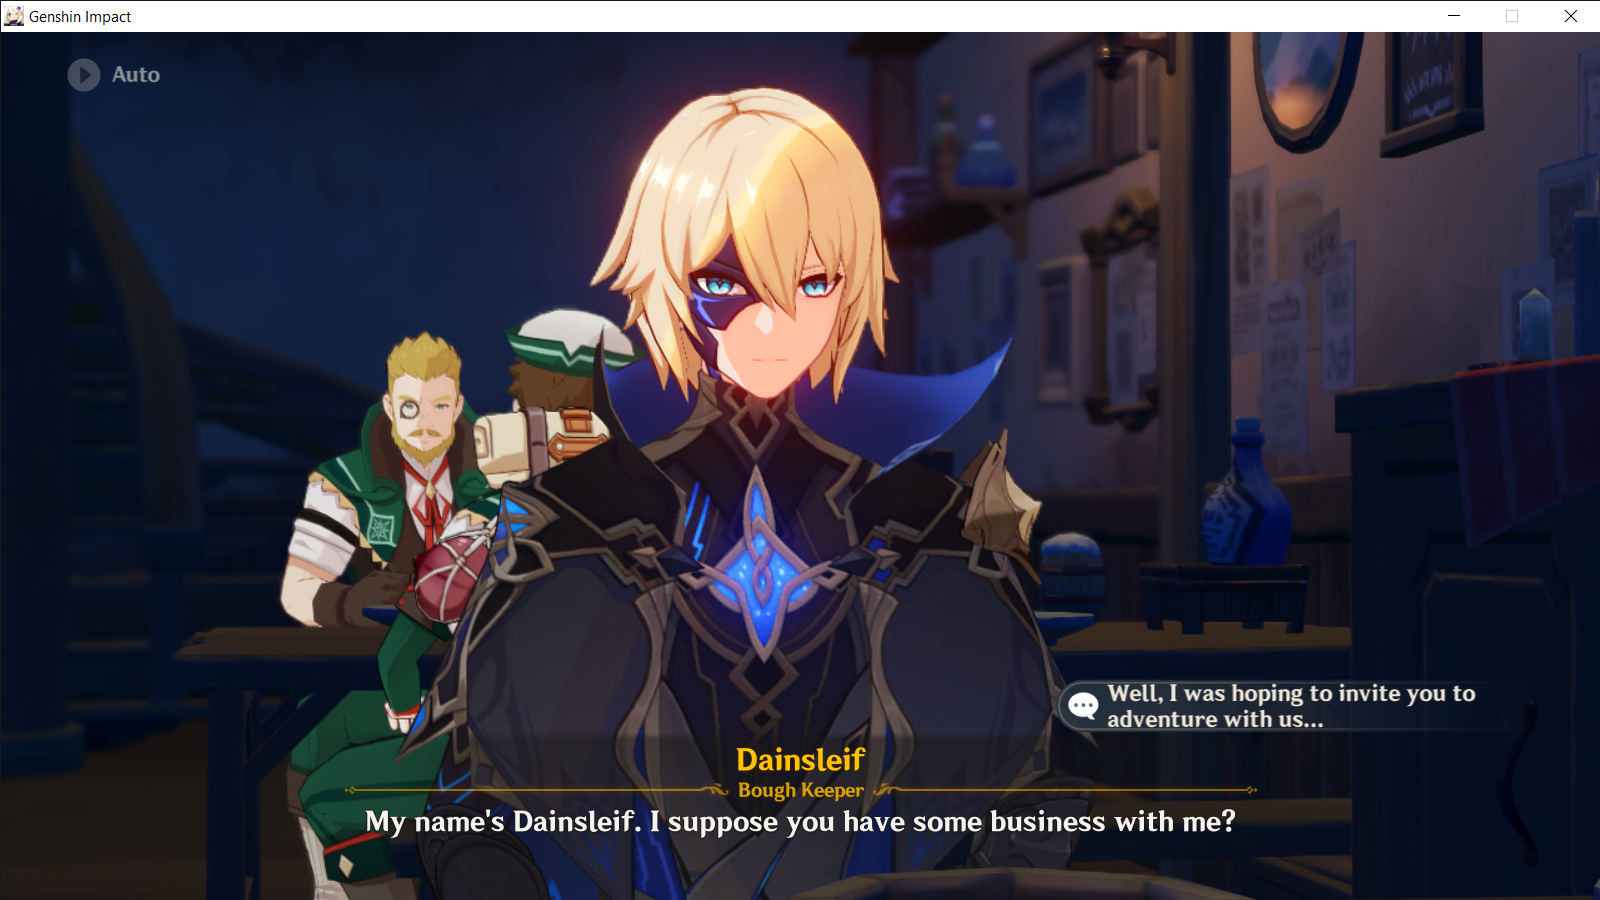 Genshin Impact
Auto
Well, I was hoping to invite you to
adventure with us...
Dainsleif
Bough Keeper
My name's Dainsleif. I suppose you have some business with me?